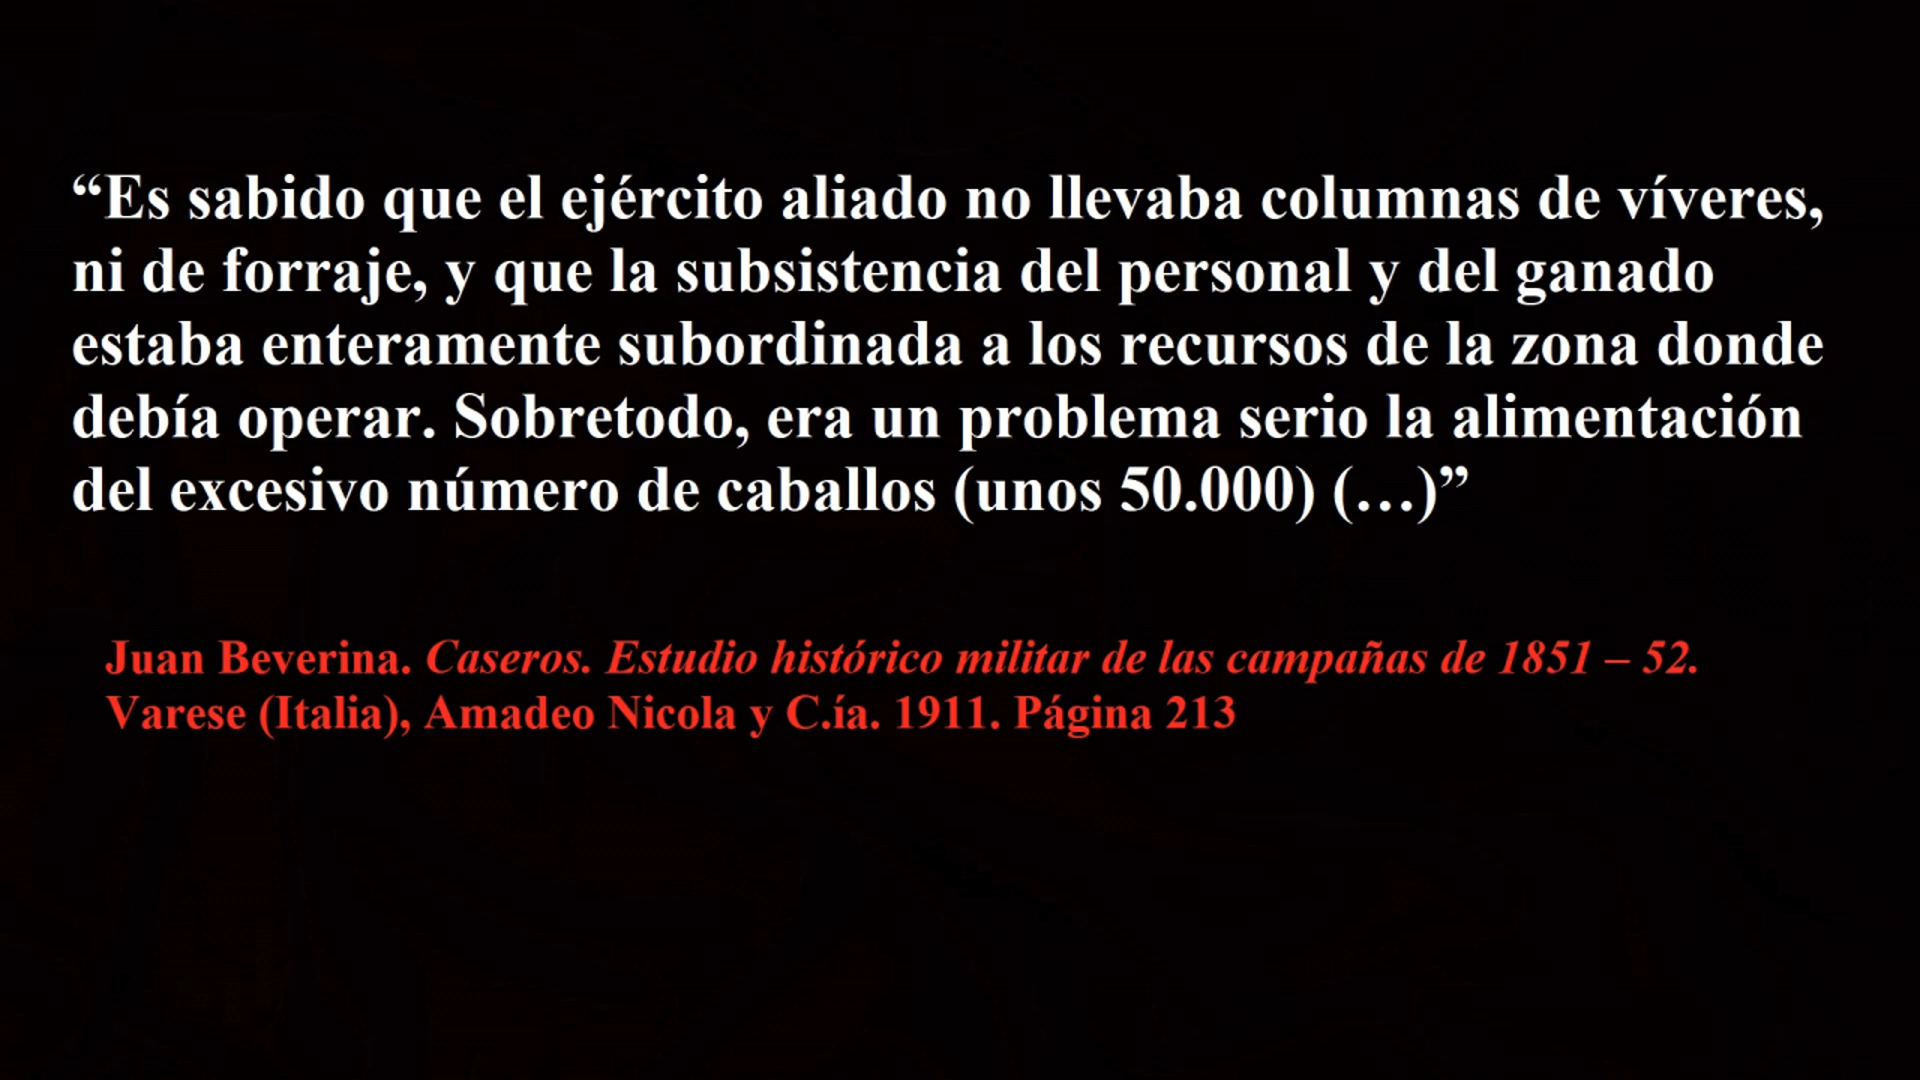 “Es sabido que el ejército aliado no llevaba columnas de víveres,
ni de forraje, y que la subsistencia del personal y del ganado
estaba enteramente subordinada a los recursos de la zona donde
debía operar. Sobretodo, era un problema serio la alimentación
del excesivo número de caballos (unos 50.000) (…)”
Juan Beverina. Caseros. Estudio histórico militar de las campañas de 1851 – 52.
Varese (Italia), Amadeo Nicola y C.ía. 1911. Página 213